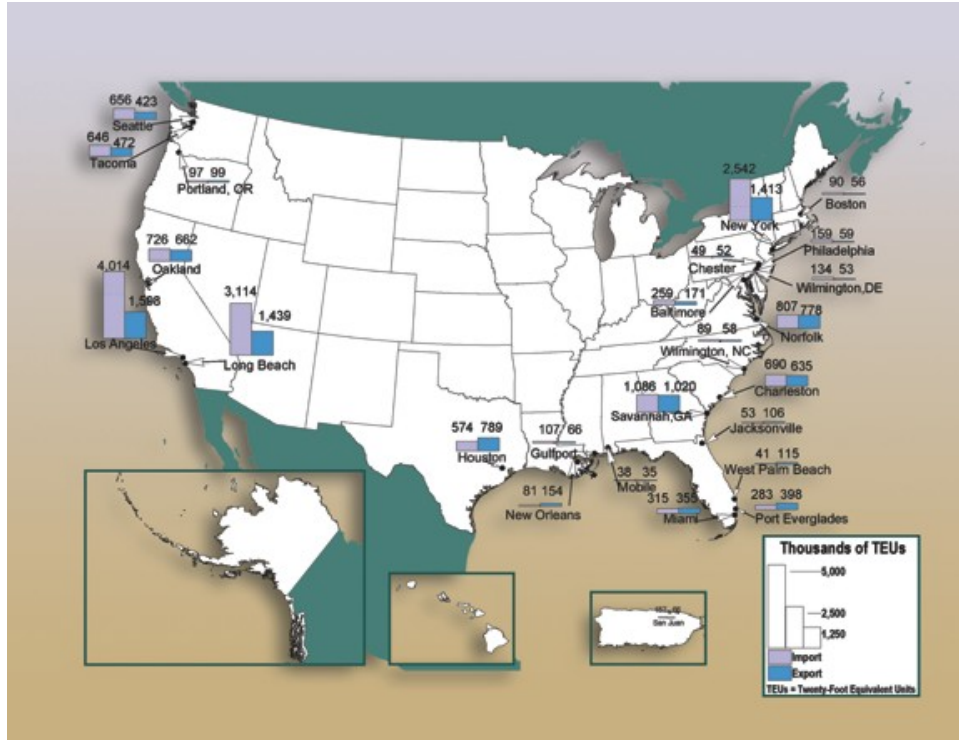 656 423
Seattle
646 472
Tacoma
97 99
Portland, OR
726 662
Oakland
4,014
1,598
Los Angeles
3,114
1,439
Long Beach
2,542
1,413
New York
90 56
Boston
159 59
Philadelphia
49 52
Chester
134 53
Wilmington,DE
259 171
Baltimore
807 778
Norfolk
89 58
Wilmington, NC
690 635
Charleston
1,086 1,020
Savannah,GA
53 106
Jacksonville
574 789
Houston
107 66
Gulfport
41 115
West Palm Beach
81 154
New Orleans
38 35
Mobile
315 355
Miami
283 398
Port Everglades
San Juan
Thousands of TEUs
5,000
2,500
1,250
Import
Export
TEUs = Twenty-Foot Equivalent Units